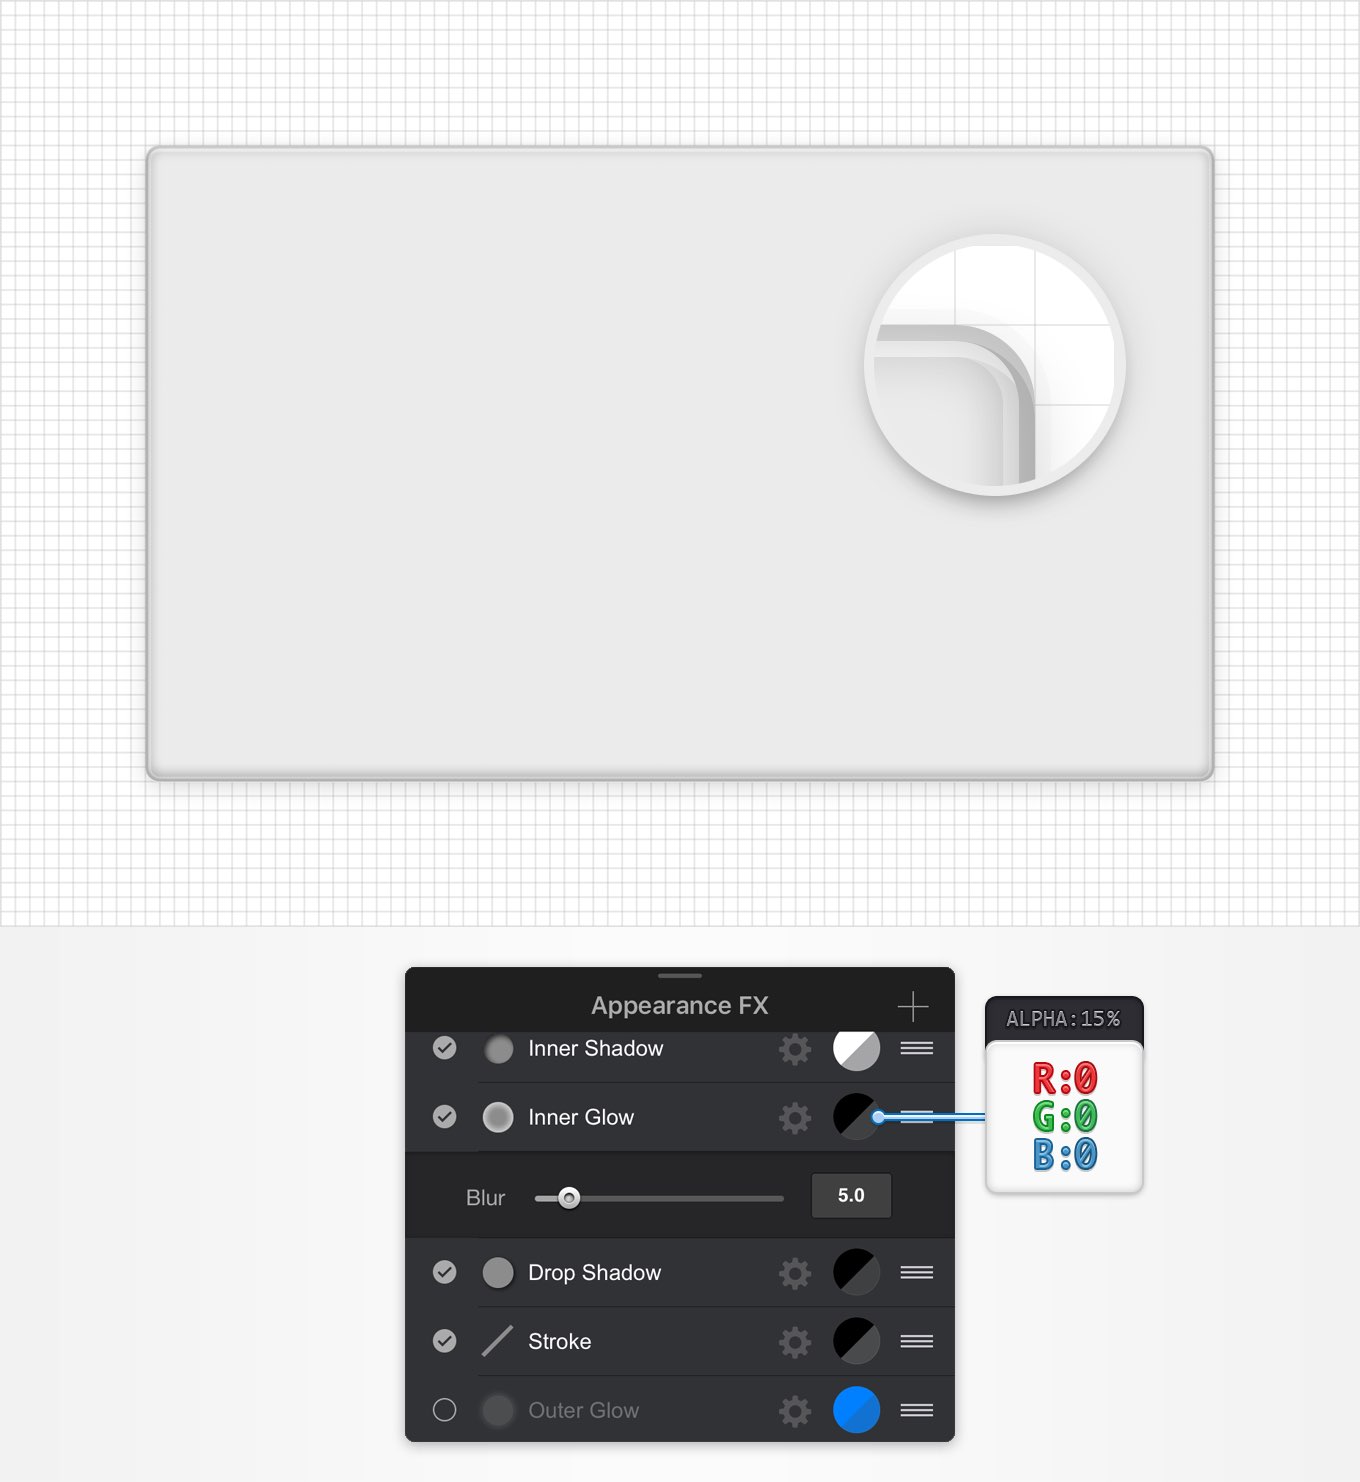 Appearance FX
ALPHA:15%
Inner Shadow
R:0
Inner Glow
G:0
B:0
Blur
5.0
Drop Shadow
Stroke
Outer Glow